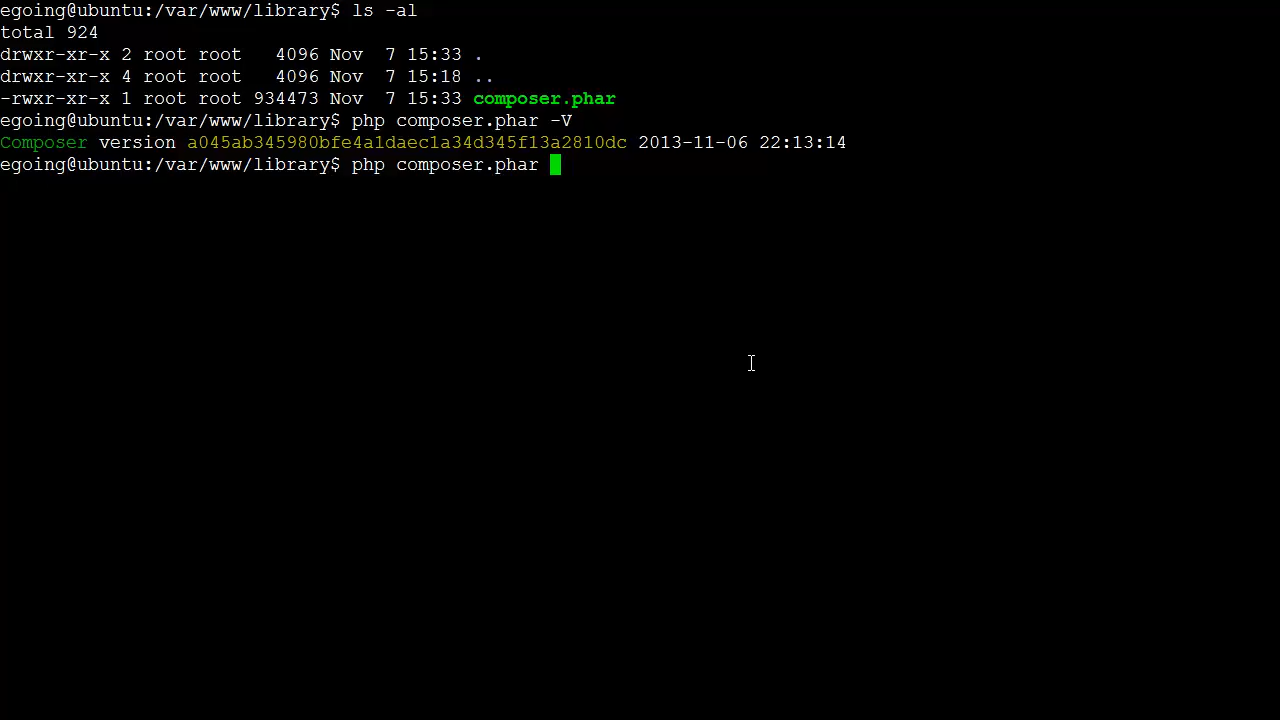 egoing@ubuntu:/var/www/library$ ls -al
total 924
drwxr-xr-x 2 root root   4096 Nov  7 15:33 .
drwxr-xr-x 4 root root   4096 Nov  7 15:18 ..
-rwxr-xr-x 1 root root 934473 Nov  7 15:33 composer.phar
egoing@ubuntu:/var/www/library$ php composer.phar -V
Composer version a045ab345980bfe4a1daec1a34d345f13a2810dc 2013-11-06 22:13:14
egoing@ubuntu:/var/www/library$ php composer.phar